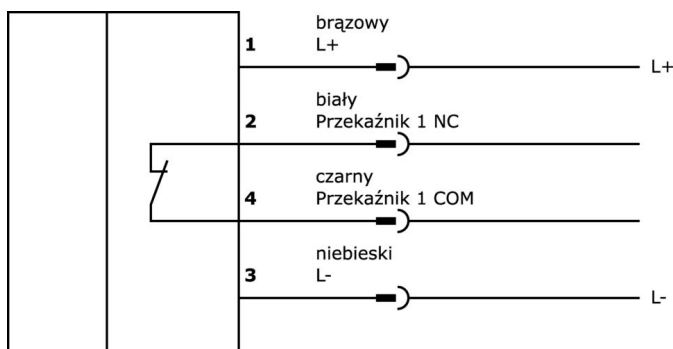 brązowy
1 L+
L+
biały
2 Przekaźnik 1 NC
czarny
4 Przekaźnik 1 COM
niebieski
3 L-
L-